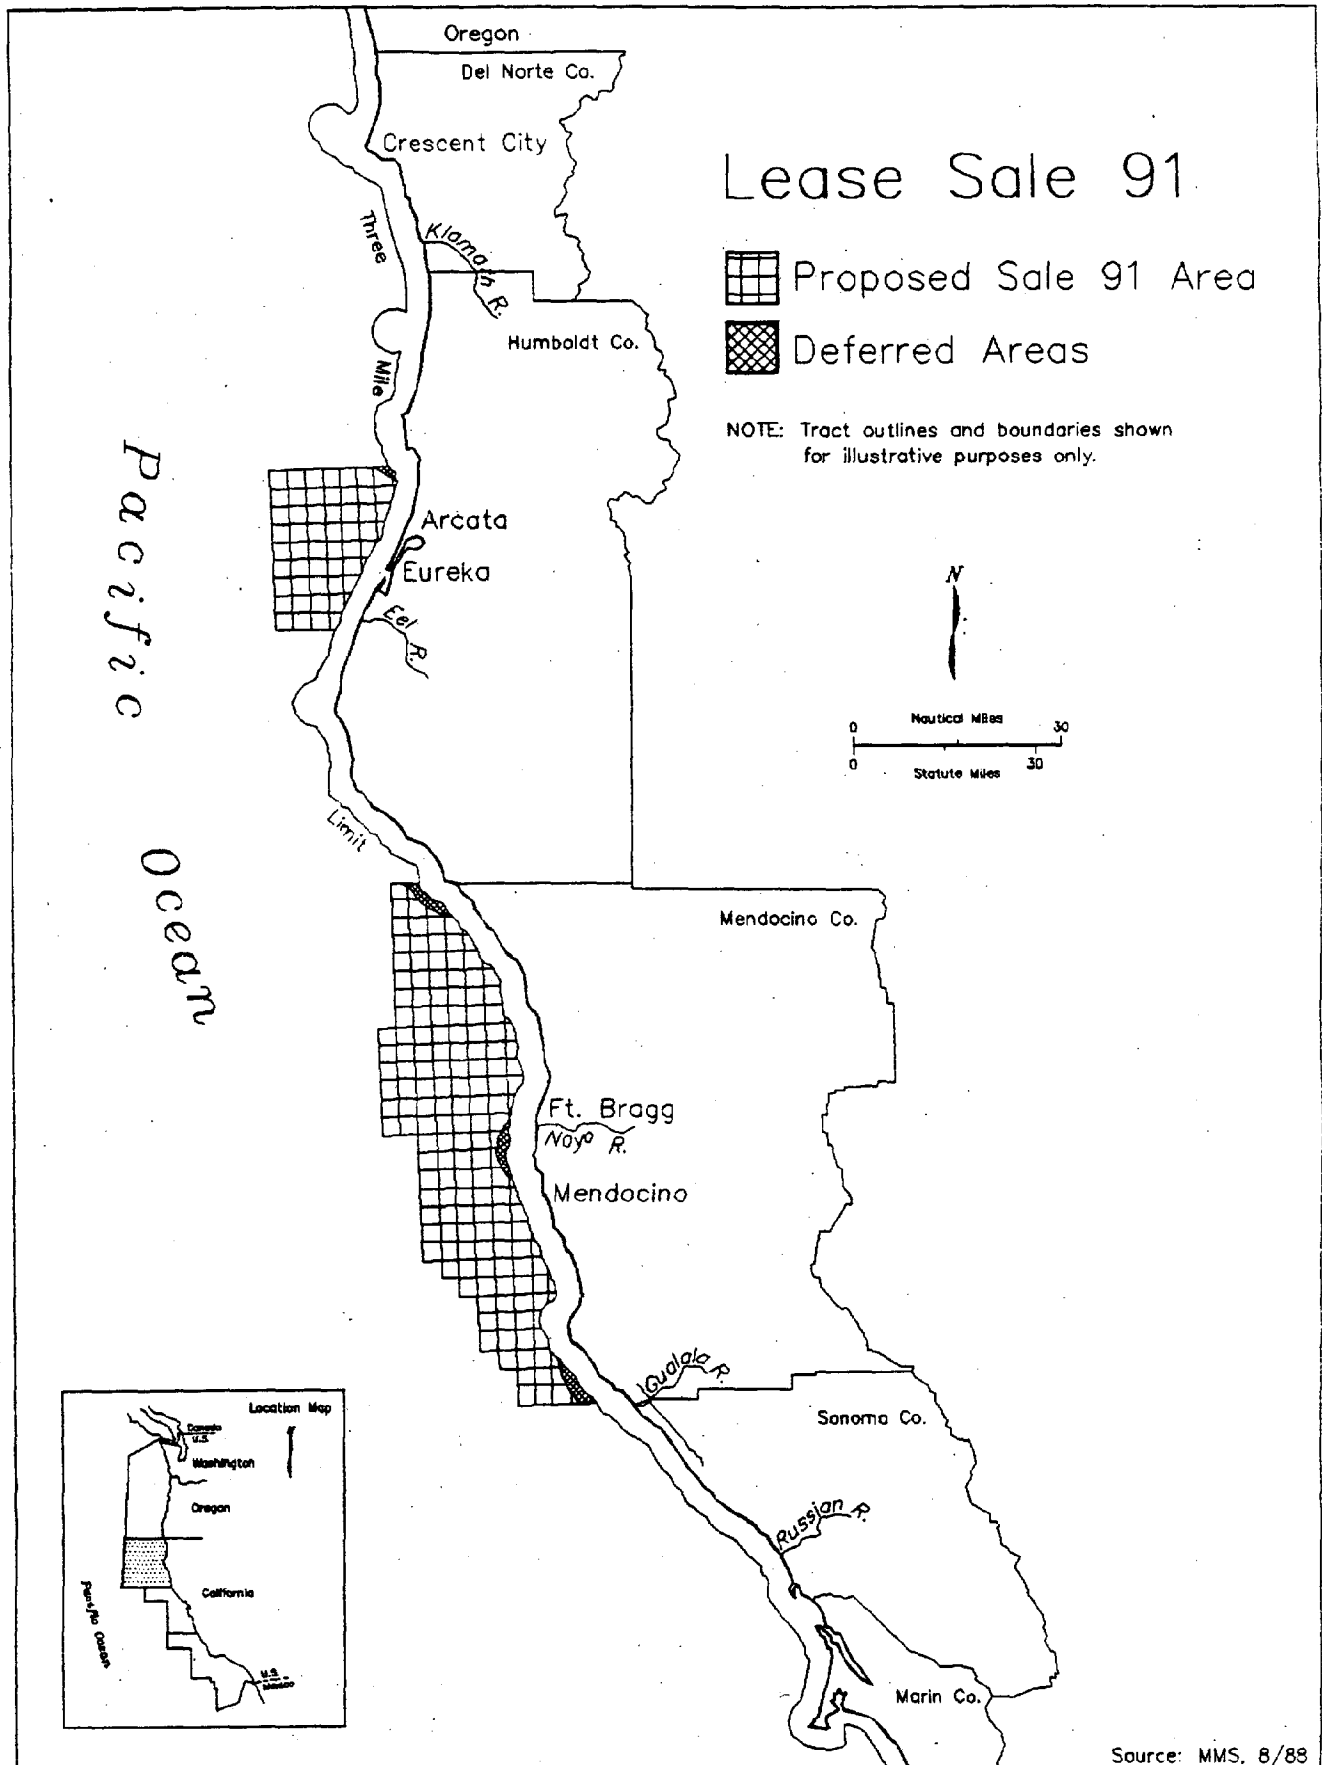 Oregon
Del Norte Co.
Crescent City
Lease Sale 91
Three
Klamath R.
Proposed Sale 91 Area
Humboldt Co.
Deferred Areas
Mile
NOTE: Tract outlines and boundaries shown
for illustrative purposes only.
Pacific
Arcata
Eureka
N
Eel R.
Nautical Miles
0 30
0 30
Statute Miles
Limit
Ocean
Mendocino Co.
Ft. Bragg
Noyo R.
Mendocino
Gualala R.
Location Map
Sonoma Co.
Canada
U.S.
Washington
Oregon
Russian R.
California
Pacific Ocean
U.S.
Mexico
Marin Co.
Source: MMS, 8/88